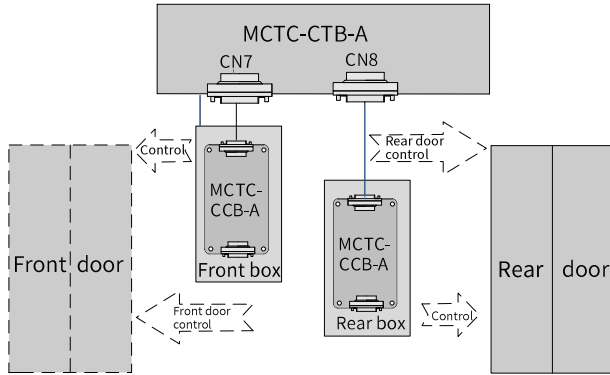 MCTC-CTB-A
CN7
CN8
Control
Rear door
control
MCTC-
CCB-A
Front box
MCTC-
CCB-A
Rear box
Front door
Rear door
Front door
control
Control